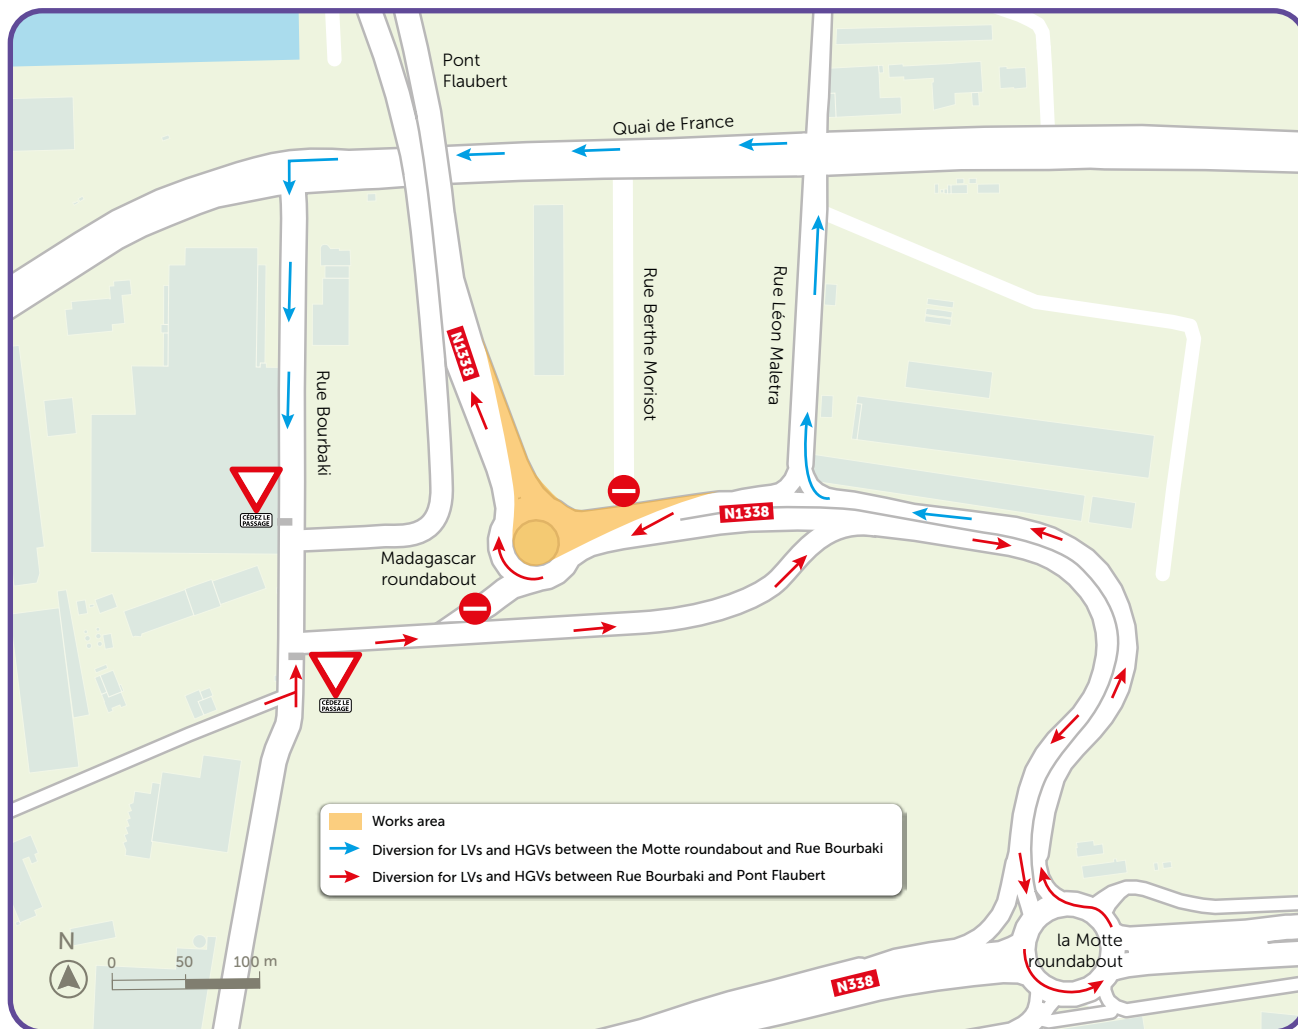 Pont
Flaubert
Quai de France
N1338
Rue Berthe Morisot
Rue Léon Maletra
Rue Bourbaki
CÉDEZ LE
PASSAGE
N1338
Madagascar
roundabout
CÉDEZ LE
PASSAGE
Works area
Diversion for LVs and HGVs between the Motte roundabout and Rue Bourbaki
Diversion for LVs and HGVs between Rue Bourbaki and Pont Flaubert
N
0 50 100 m
la Motte
roundabout
N338